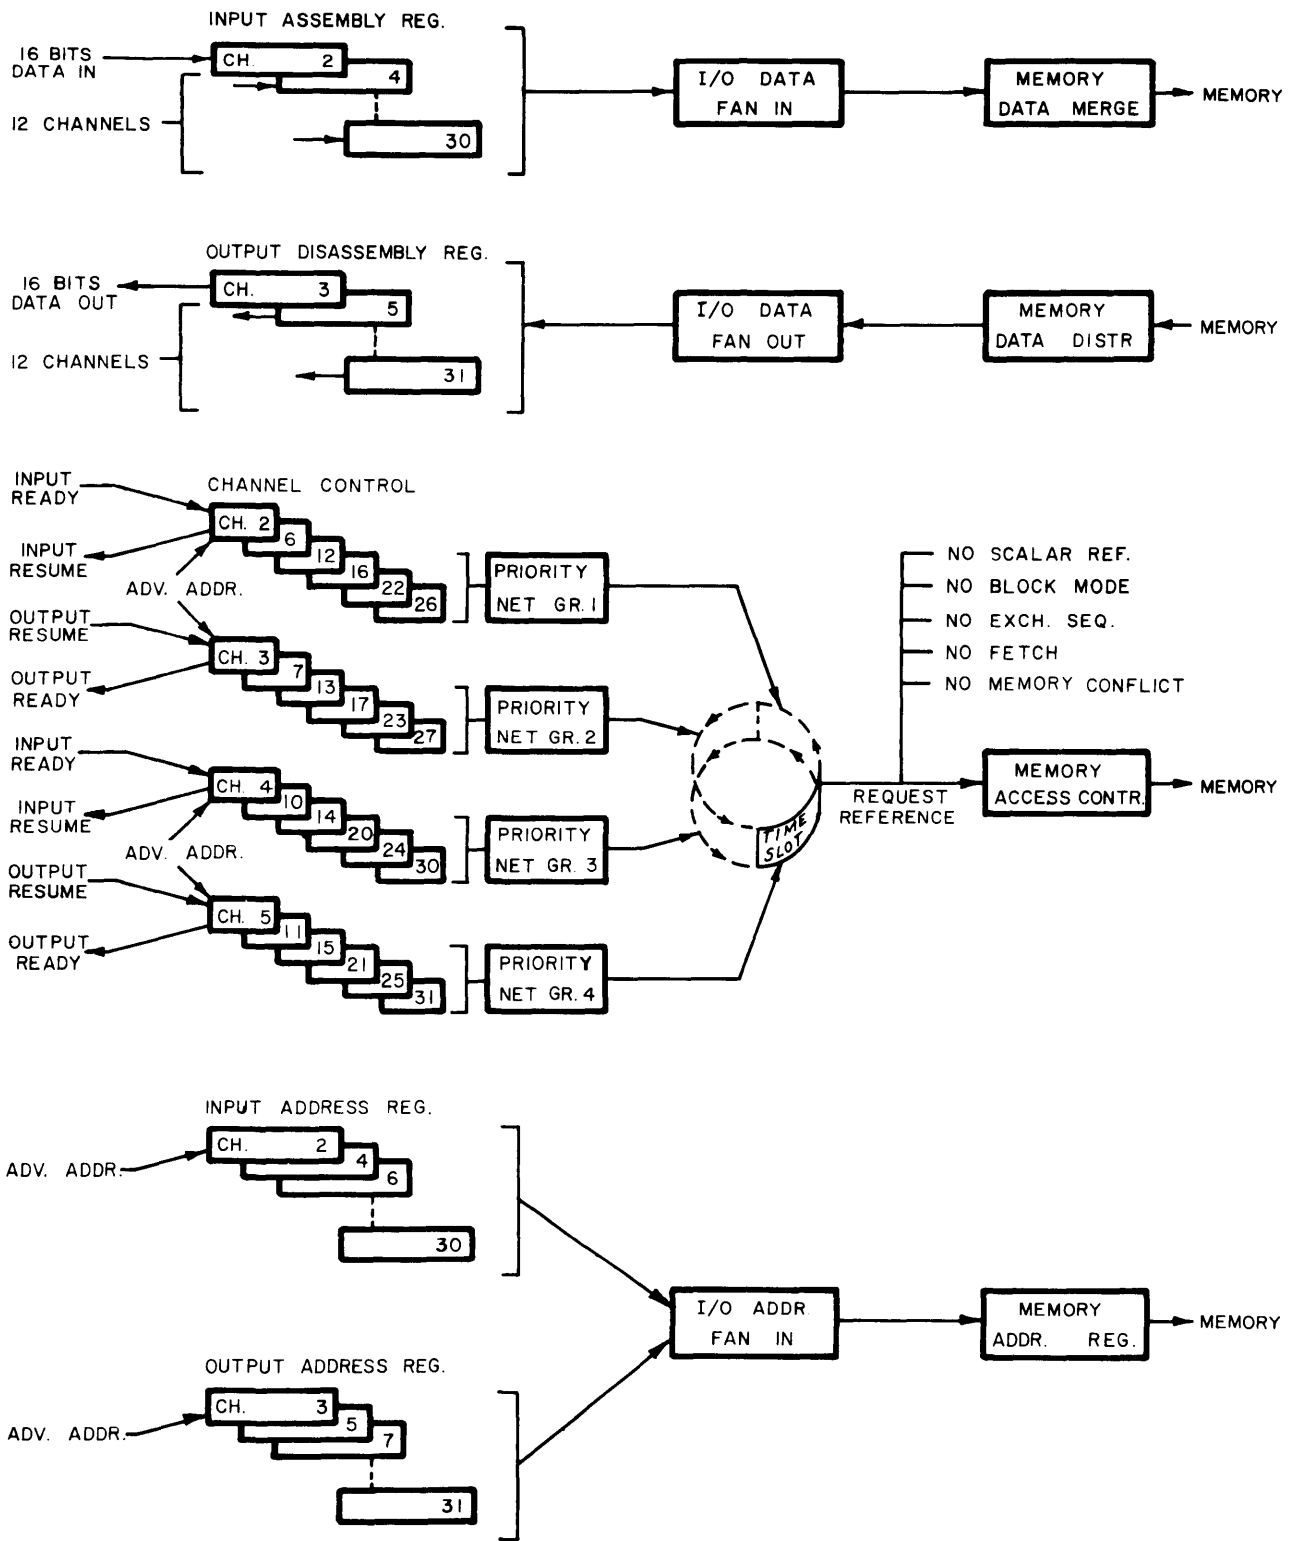 INPUT ASSEMBLY REG.
16 BITS
DATA IN
CH. 2
4
30
12 CHANNELS
I/O DATA
FAN IN
MEMORY
DATA MERGE
MEMORY
OUTPUT DISASSEMBLY REG.
16 BITS
DATA OUT
CH. 3
5
31
12 CHANNELS
I/O DATA
FAN OUT
MEMORY
DATA DISTR
MEMORY
CHANNEL CONTROL
INPUT
READY
INPUT
RESUME
CH. 2
6
12
16
22
26
PRIORITY
NET GR. 1
ADV. ADDR.
OUTPUT
RESUME
OUTPUT
READY
CH. 3
7
13
17
23
27
PRIORITY
NET GR. 2
INPUT
READY
INPUT
RESUME
CH. 4
10
14
20
24
30
PRIORITY
NET GR. 3
ADV. ADDR.
OUTPUT
RESUME
OUTPUT
READY
CH. 5
11
15
21
25
31
PRIORITY
NET GR. 4
TIME
SLOT
NO SCALAR REF.
NO BLOCK MODE
NO EXCH. SEQ.
NO FETCH
NO MEMORY CONFLICT
REQUEST
REFERENCE
MEMORY
ACCESS CONTR.
MEMORY
INPUT ADDRESS REG.
ADV. ADDR.
CH. 2
4
6
30
I/O ADDR.
FAN IN
MEMORY
ADDR. REG.
MEMORY
OUTPUT ADDRESS REG.
ADV. ADDR.
CH. 3
5
7
31